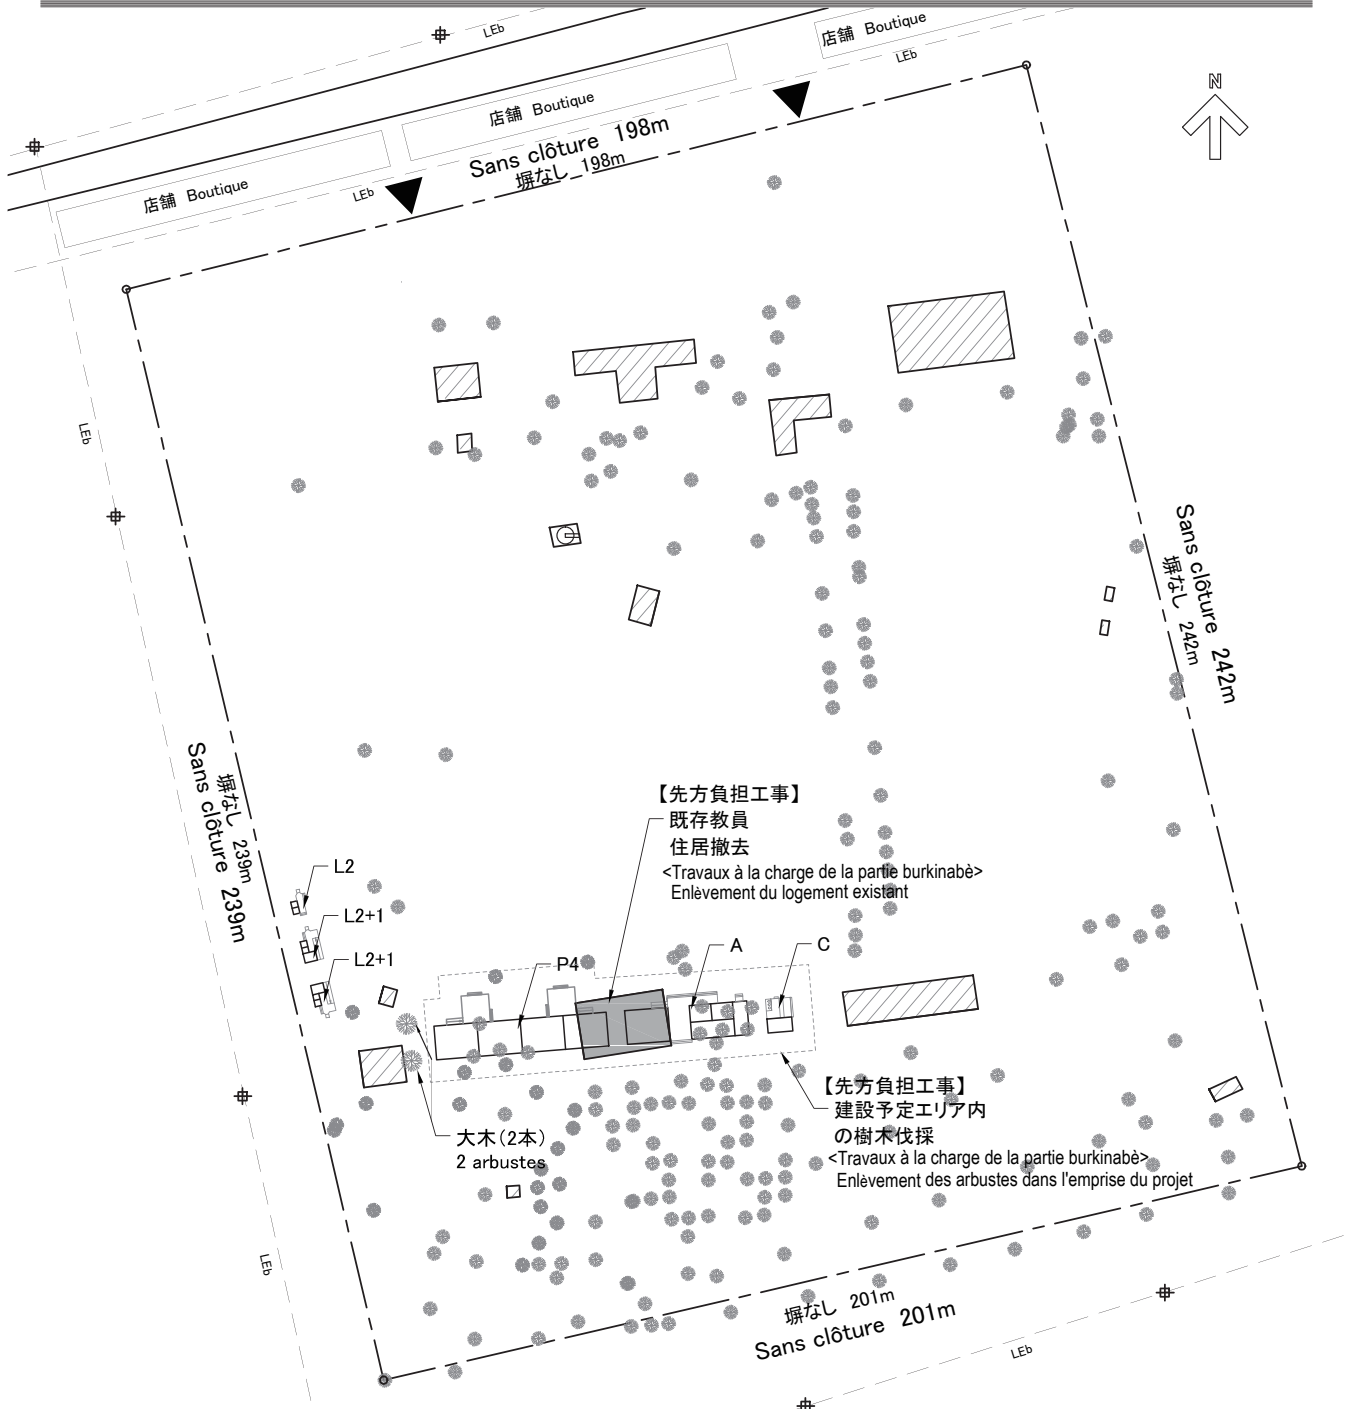 LEb
店舗 Boutique
LEb
店舗 Boutique
N
Sans clôture 198m
塀なし 198m
店舗 Boutique
LEb
LEb
Sans clôture 242m
塀なし 242m
塀なし 239m
Sans clôture 239m
【先方負担工事】
既存教員
住居撤去
<Travaux à la charge de la partie burkinabè>
Enlèvement du logement existant
L2
L2+1
L2+1
P4
A
C
【先方負担工事】
建設予定エリア内
の樹木伐採
<Travaux à la charge de la partie burkinabè>
Enlèvement des arbustes dans l'emprise du projet
大木(2本)
2 arbustes
LEb
塀なし 201m
Sans clôture 201m
LEb